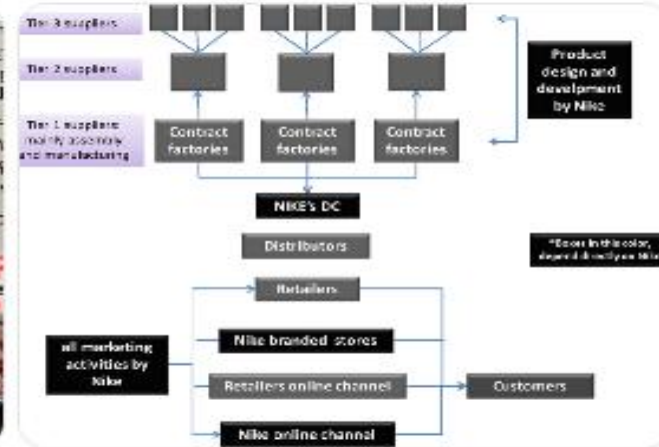 Tier 3 suppliers
Tier 2 suppliers
Tier 1 suppliers:
mainly assembly
and manufacturing
Contract
factories
Contract
factories
Contract
factories
Product
design and
develpment
by Nike
NIKE's DC
Distributors
*Boxes in this color,
depend directly on Nike
Retailers
Nike branded stores
all marketing
activities by
Nike
Retailers online channel
Customers
Nike online channel